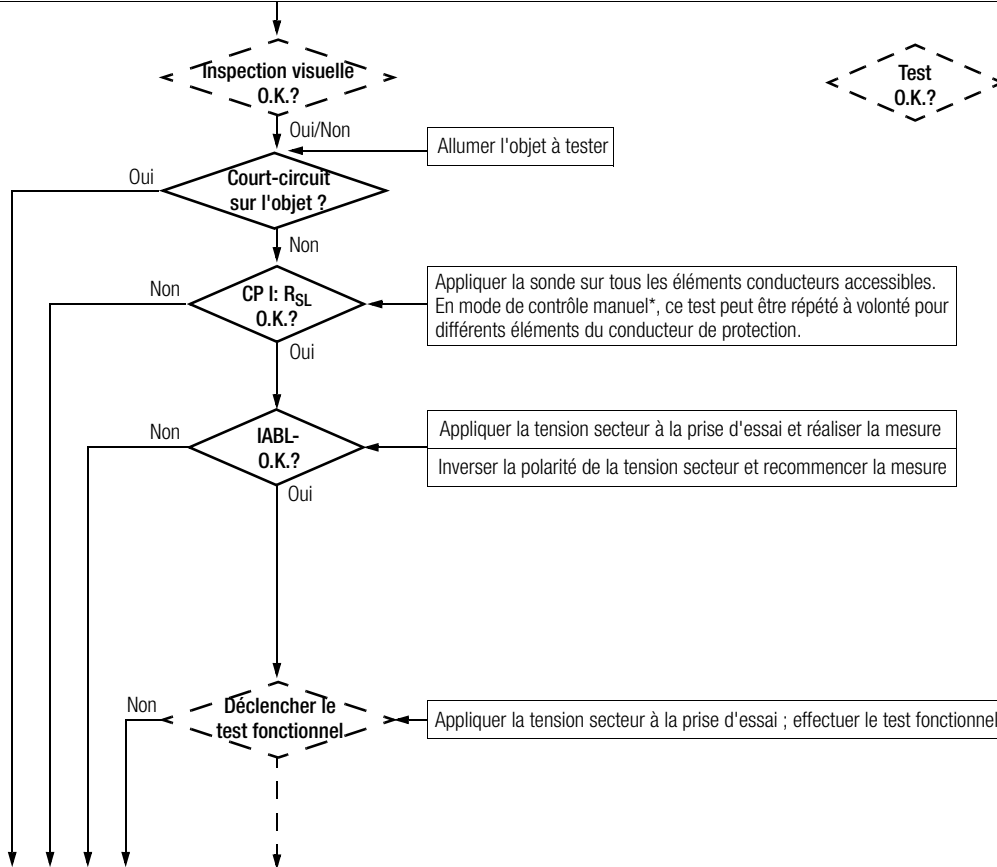 Inspection visuelle
O.K.?
Test
O.K.?
Oui/Non
Allumer l'objet à tester
Oui
Court-circuit
sur l'objet ?
Non
Non
CP I: RSL
O.K.?
Appliquer la sonde sur tous les éléments conducteurs accessibles.
En mode de contrôle manuel*, ce test peut être répété à volonté pour
différents éléments du conducteur de protection.
Oui
Non
IABL-
O.K.?
Appliquer la tension secteur à la prise d'essai et réaliser la mesure
Inverser la polarité de la tension secteur et recommencer la mesure
Oui
Non
Déclencher le
test fonctionnel
Appliquer la tension secteur à la prise d'essai ; effectuer le test fonctionnel